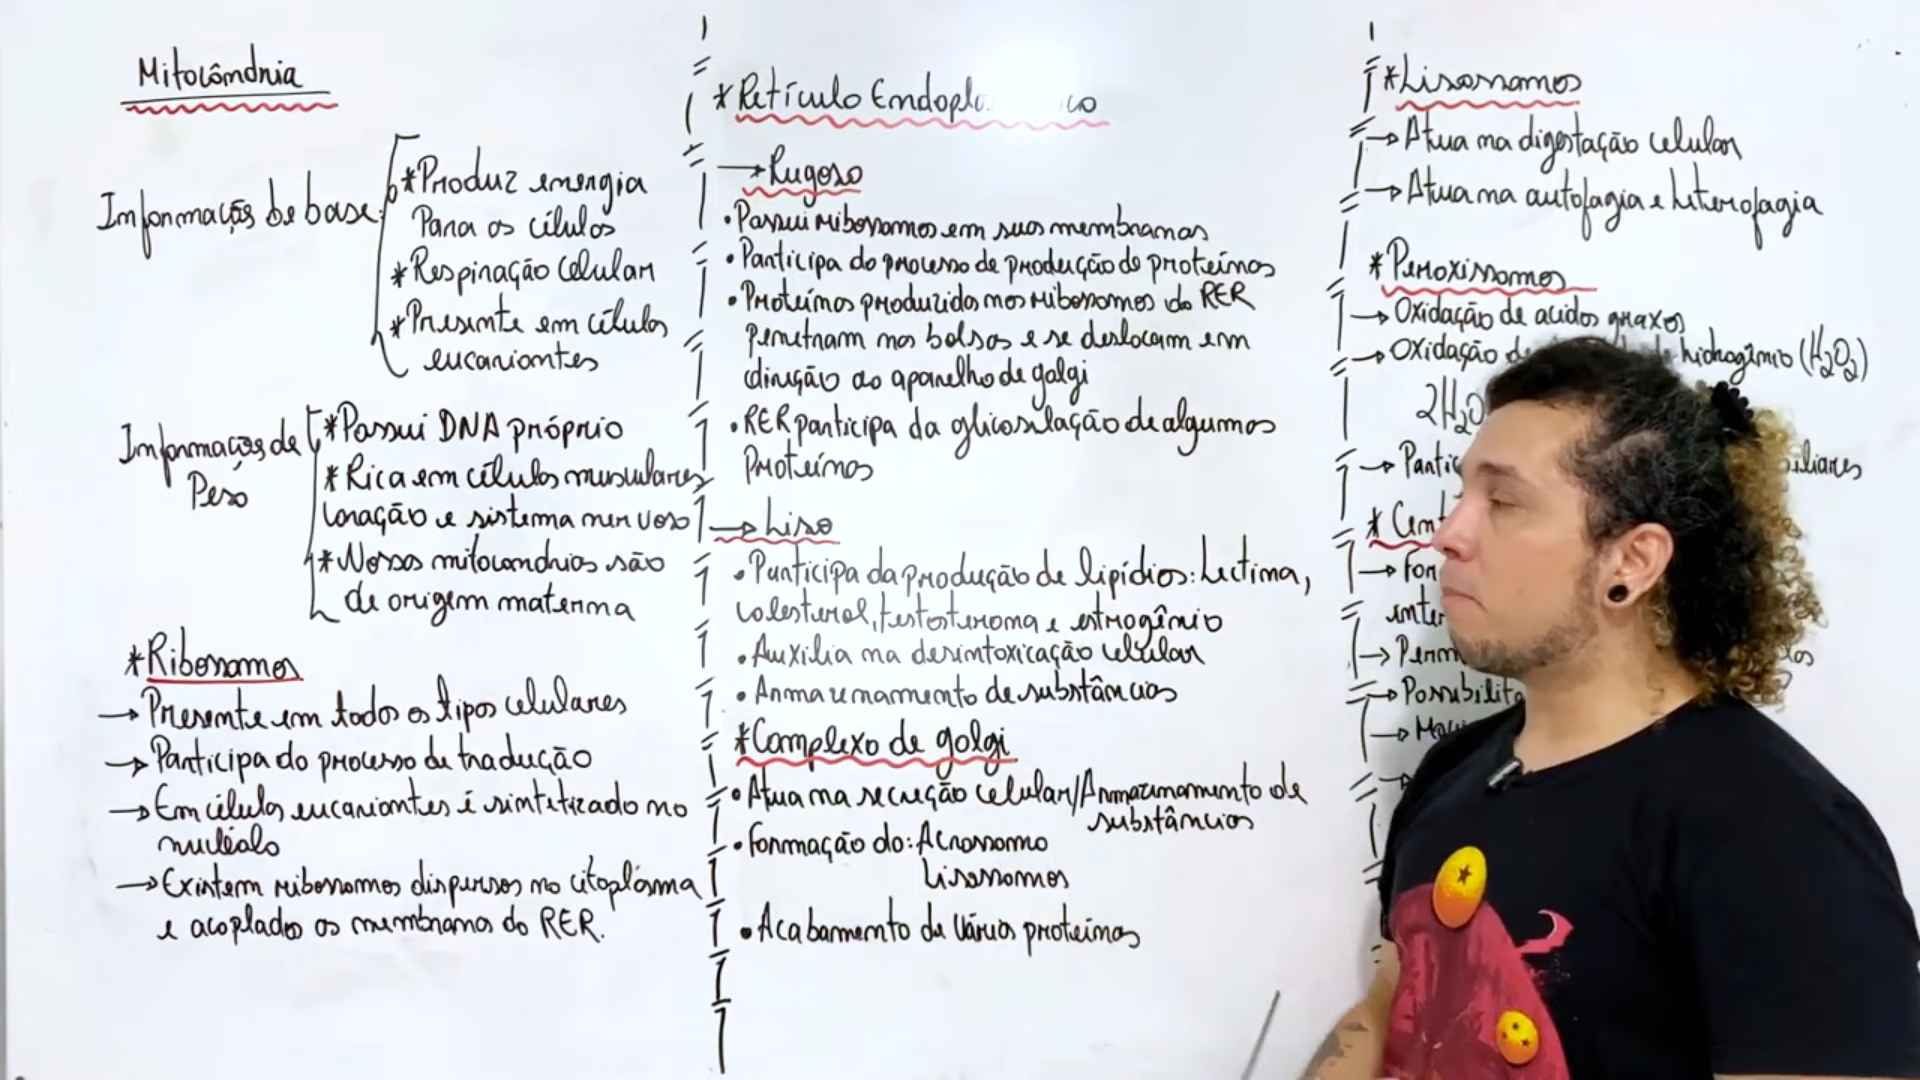 Mitocôndria
Informações de base:
*Produz energia
Para as células
*Respiração celular
*Presente em células
eucariontes
Informações de
Peso
*Possui DNA próprio
*Rica em células musculares
coração e sistema nervoso
*Nossas mitocondrias são
de origem materna
*Ribossomos
→ Presente em todos os tipos celulares
→ Participa do processo de tradução
→ Em células eucariontes é sintetizado no
nucléolo
→ Existem ribossomos dispersos no citoplasma
e acoplados as membrana do RER.
*Retículo Endopla co
→ Rugoso
• Possui ribossomos em suas membranas
• Participa do processo de produção de proteínas
• Proteínas produzidas nos ribossomos do RER
penetram nas bolsas e se deslocam em
direção ao aparelho de golgi
• RER participa da glicosilação de algumas
Proteínas
→ Liso
• Participa da produção de lipídios: Lectina,
colesterol, testosterona e estrogênio
• Auxilia na desintoxicação celular
• Armazenamento de substâncias
*Complexo de golgi
• Atua na secreção celular/Armazenamento de
substâncias
• Formação do: Acrossomo
Lisossomos
• Acabamento de várias proteínas
*Lisossomos
→ Atua na digestação celular
→ Atua na autofagia e heterofagia
*Peroxissomos
→ Oxidação de acidos graxos
→ Oxidação de hidrogênio (H₂O₂)
2H₂O
*
→
→
→
→
→